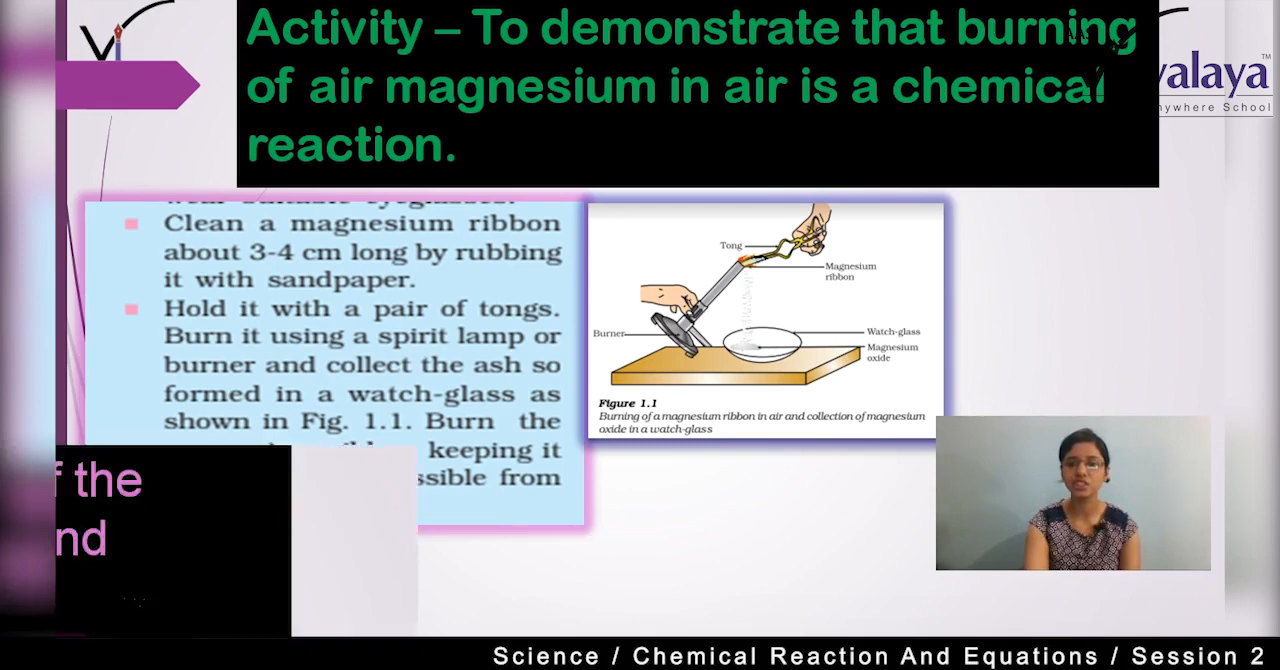 Activity – To demonstrate that burning
of air magnesium in air is a chemical
reaction.
valaya
TM
nywhere School
Clean a magnesium ribbon
about 3-4 cm long by rubbing
it with sandpaper.
Hold it with a pair of tongs.
Burn it using a spirit lamp or
burner and collect the ash so
formed in a watch-glass as
shown in Fig. 1.1. Burn the
keeping it
ssible from
Tong
Magnesium
ribbon
Burner
Watch-glass
Magnesium
oxide
Figure 1.1
Burning of a magnesium ribbon in air and collection of magnesium
oxide in a watch-glass
f the
nd
Science / Chemical Reaction And Equations / Session 2